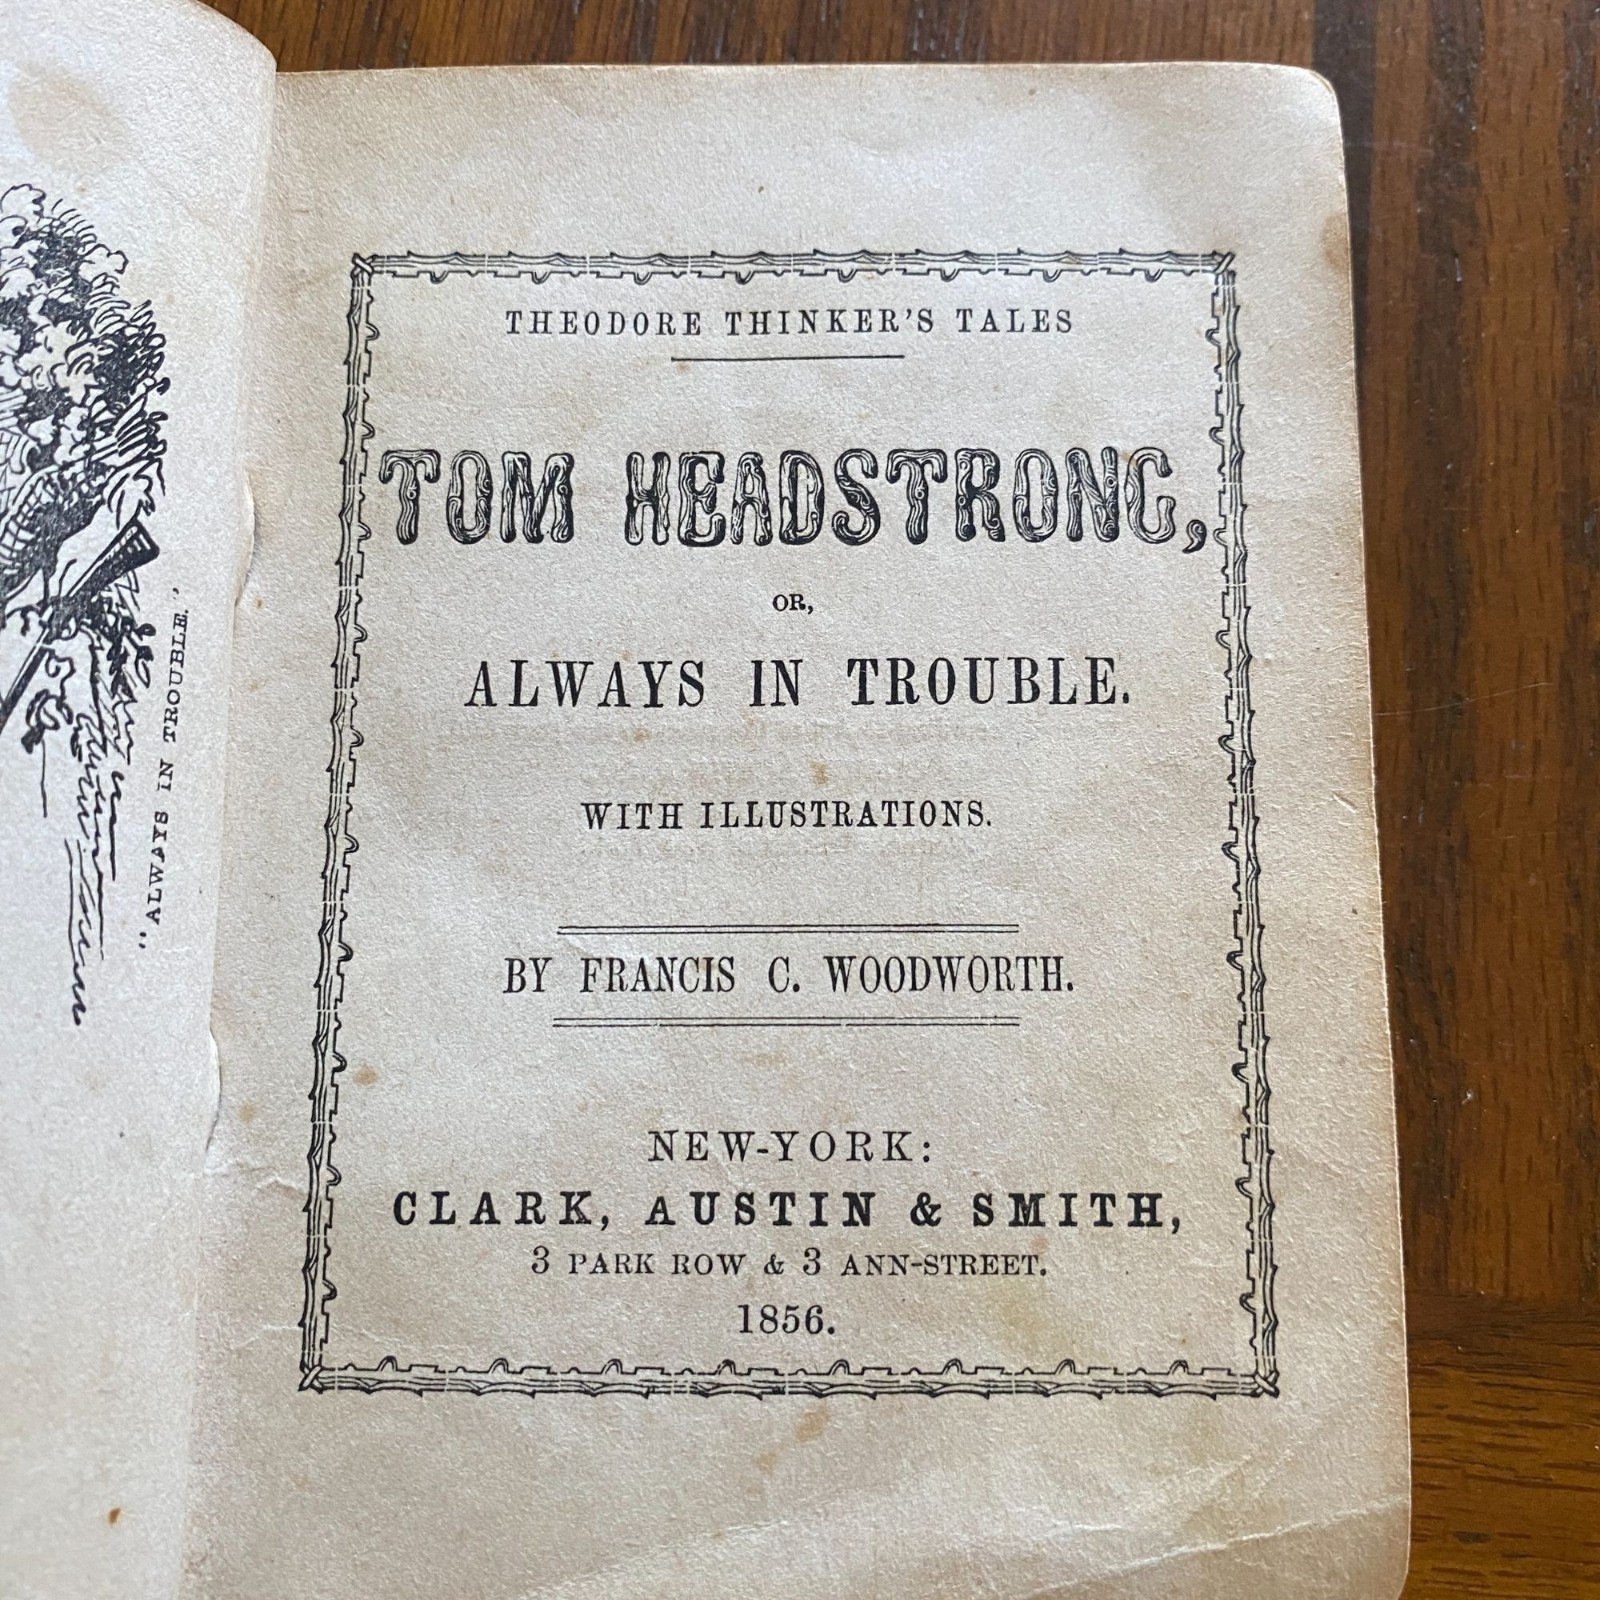 "ALWAYS IN TROUBLE."
THEODORE THINKER'S TALES
TOM HEADSTRONG,
OR,
ALWAYS IN TROUBLE.
WITH ILLUSTRATIONS.
BY FRANCIS C. WOODWORTH.
NEW-YORK:
CLARK, AUSTIN & SMITH,
3 PARK ROW & 3 ANN-STREET.
1856.